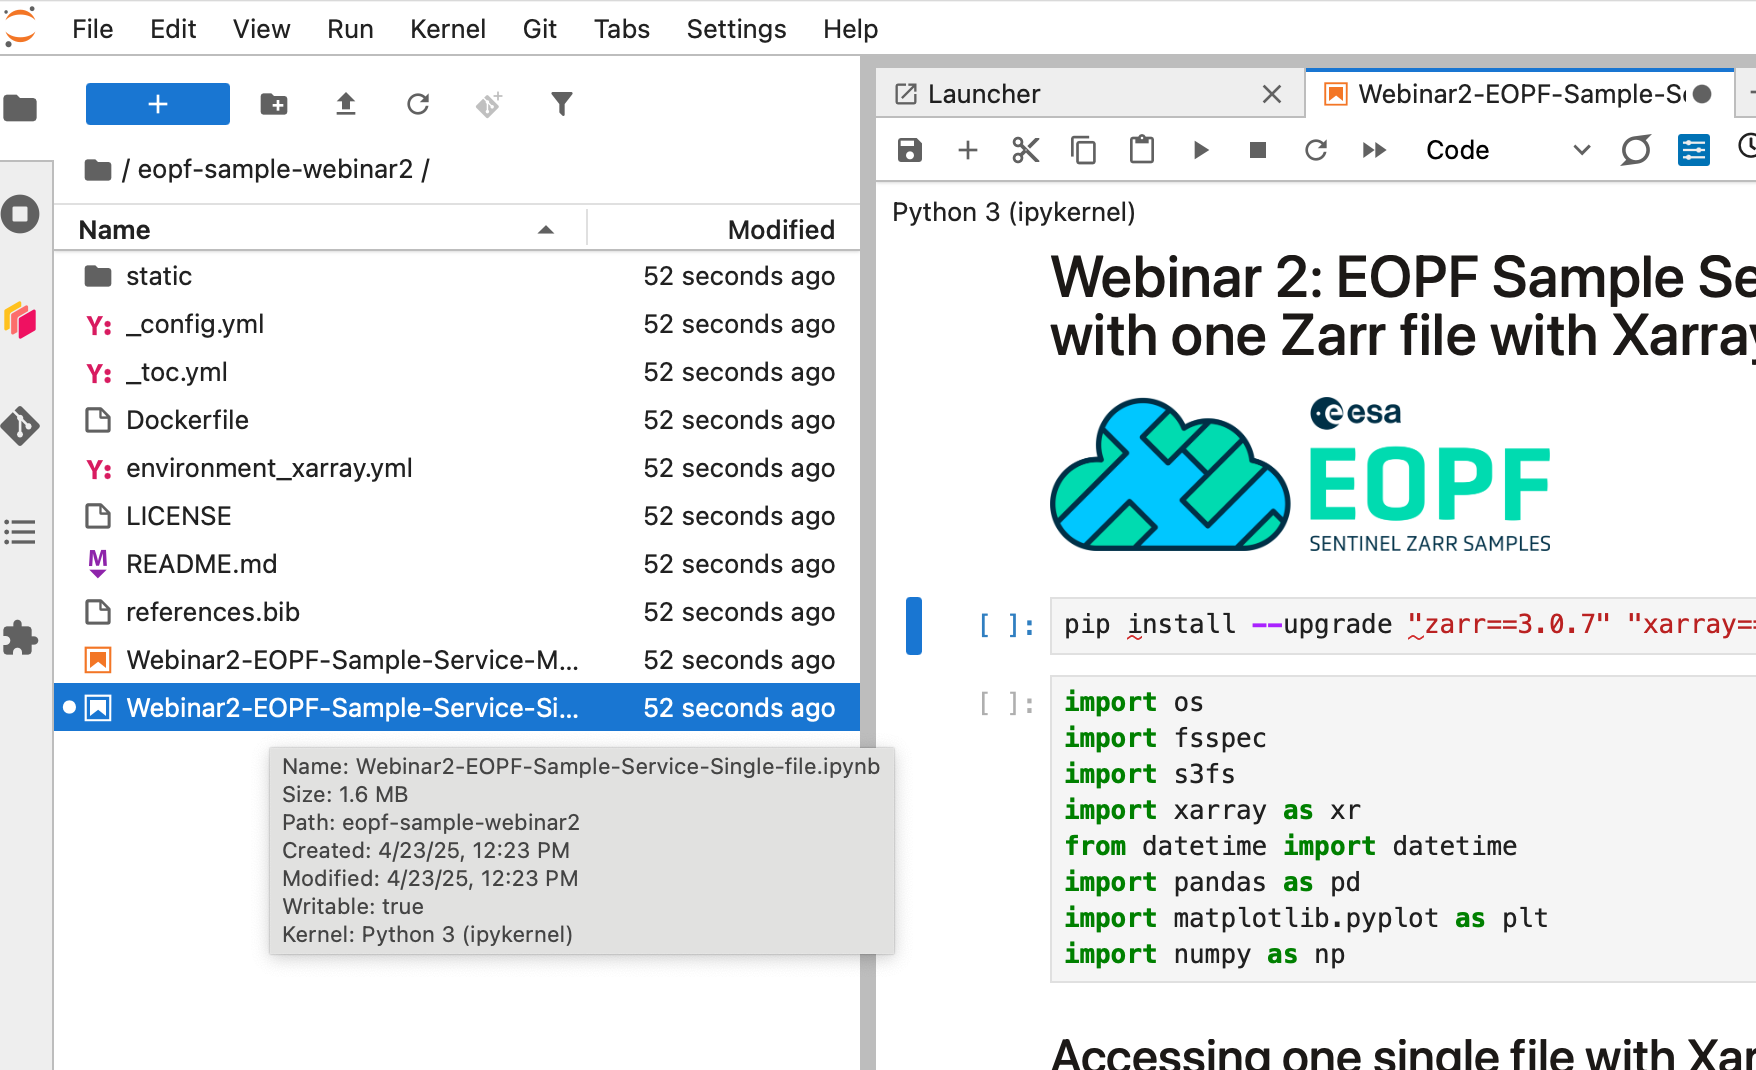 File Edit View Run Kernel Git Tabs Settings Help
/ eopf-sample-webinar2 /
Name Modified
static 52 seconds ago
_config.yml 52 seconds ago
_toc.yml 52 seconds ago
Dockerfile 52 seconds ago
environment_xarray.yml 52 seconds ago
LICENSE 52 seconds ago
README.md 52 seconds ago
references.bib 52 seconds ago
Webinar2-EOPF-Sample-Service-M... 52 seconds ago
Webinar2-EOPF-Sample-Service-Si... 52 seconds ago
Name: Webinar2-EOPF-Sample-Service-Single-file.ipynb
Size: 1.6 MB
Path: eopf-sample-webinar2
Created: 4/23/25, 12:23 PM
Modified: 4/23/25, 12:23 PM
Writable: true
Kernel: Python 3 (ipykernel)
Launcher
Webinar2-EOPF-Sample-S
Code
Python 3 (ipykernel)
Webinar 2: EOPF Sample Se
with one Zarr file with Xarray
esa
EOPF
SENTINEL ZARR SAMPLES
[ ]: pip install --upgrade "zarr==3.0.7" "xarray==
[ ]: import os
import fsspec
import s3fs
import xarray as xr
from datetime import datetime
import pandas as pd
import matplotlib.pyplot as plt
import numpy as np
Accessing one single file with Xar